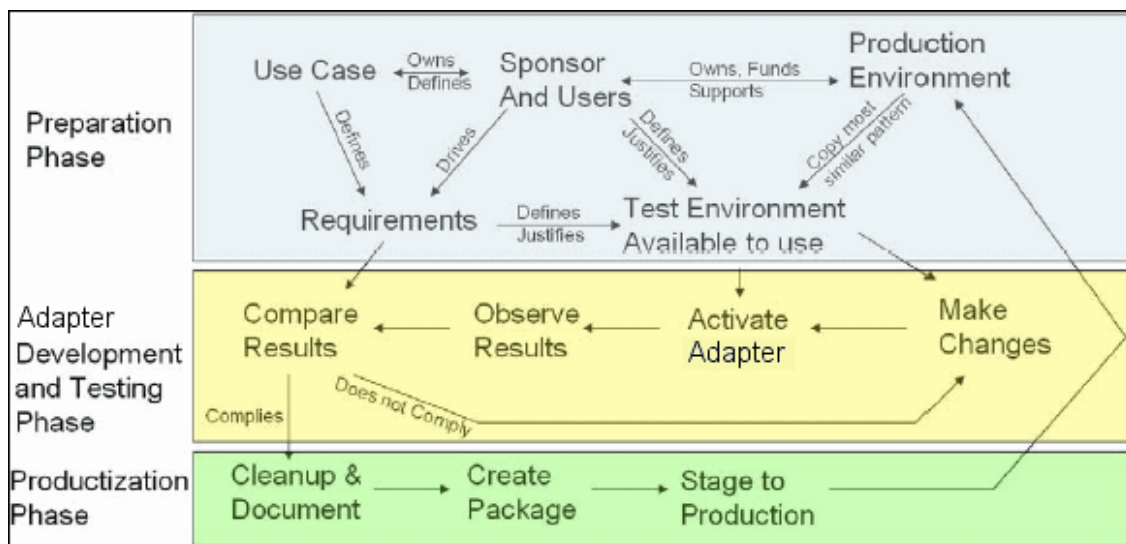 Preparation
Phase
Use Case
Owns
Defines
Sponsor
And Users
Owns, Funds
Supports
Production
Environment
Defines
Drives
Defines
Justifies
Copy most
similar pattern
Requirements
Defines
Justifies
Test Environment
Available to use
Adapter
Development
and Testing
Phase
Compare
Results
Observe
Results
Activate
Adapter
Make
Changes
Complies
Does not Comply
Productization
Phase
Cleanup &
Document
Create
Package
Stage to
Production